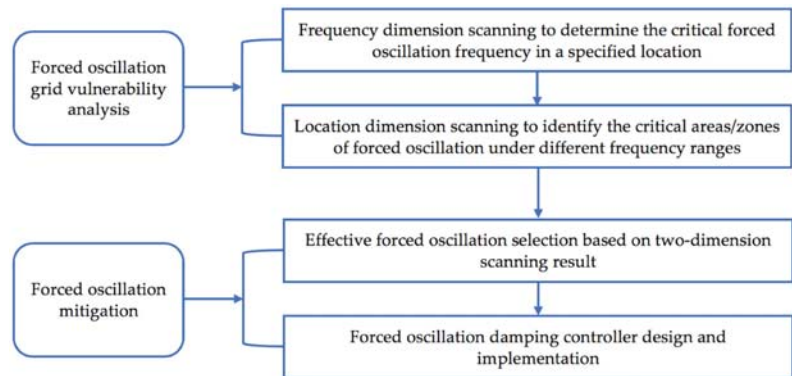 Frequency dimension scanning to determine the critical forced
oscillation frequency in a specified location
Forced oscillation
grid vulnerability
analysis
Location dimension scanning to identify the critical areas/zones
of forced oscillation under different frequency ranges
Effective forced oscillation selection based on two-dimension
scanning result
Forced oscillation
mitigation
Forced oscillation damping controller design and
implementation